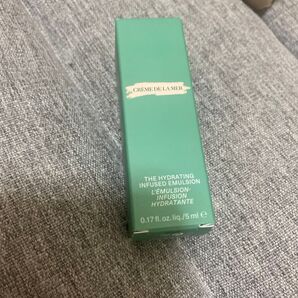 CRÈME DE LA MER
THE HYDRATING
INFUSED EMULSION
L'ÉMULSION-
INFUSION
HYDRATANTE
0.17 fl. oz. liq./5 ml ℮